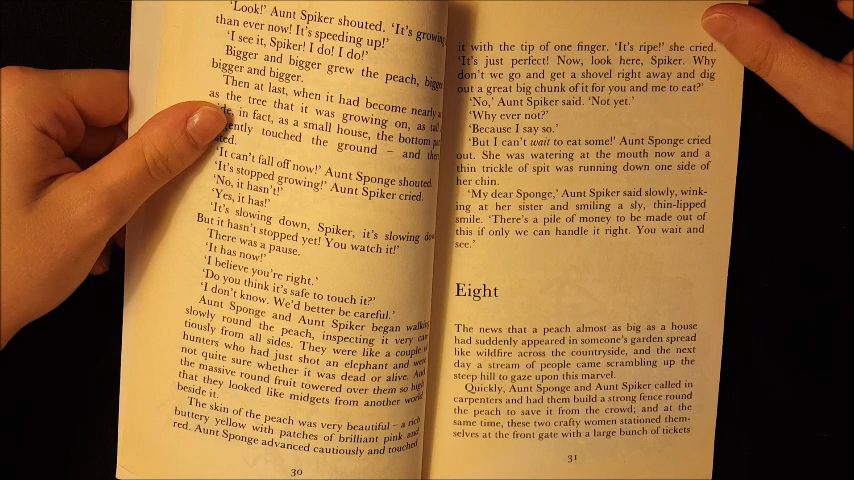 'Look!' Aunt Spiker shouted. 'It's growing
than ever now! It's speeding up!'
'I see it, Spiker! I do! I do!'
Bigger and bigger grew the peach, bigger
bigger and bigger.
Then at last, when it had become nearly a
as the tree that it was growing on, as tall
in fact, as a small house, the bottom par
gently touched the ground – and ther
'It can't fall off now!' Aunt Sponge shouted.
'It's stopped growing!' Aunt Spiker cried.
'No, it hasn't!'
'Yes, it has!'
'It's slowing down, Spiker, it's slowing dow
But it hasn't stopped yet! You watch it!'
There was a pause.
'It has now!'
'I believe you're right.'
'Do you think it's safe to touch it?'
'I don't know. We'd better be careful.'
Aunt Sponge and Aunt Spiker began walking
slowly round the peach, inspecting it very cau
tiously from all sides. They were like a couple
hunters who had just shot an elephant and were
not quite sure whether it was dead or alive. And
the massive round fruit towered over them so high
that they looked like midgets from another world
beside it.
The skin of the peach was very beautiful – a rich
buttery yellow with patches of brilliant pink and
red. Aunt Sponge advanced cautiously and touched
30
it with the tip of one finger. 'It's ripe!' she cried.
'It's just perfect! Now, look here, Spiker. Why
don't we go and get a shovel right away and dig
out a great big chunk of it for you and me to eat?'
'No,' Aunt Spiker said. 'Not yet.'
'Why ever not?'
'Because I say so.'
'But I can't wait to eat some!' Aunt Sponge cried
out. She was watering at the mouth now and a
thin trickle of spit was running down one side of
her chin.
'My dear Sponge,' Aunt Spiker said slowly, wink-
ing at her sister and smiling a sly, thin-lipped
smile. 'There's a pile of money to be made out of
this if only we can handle it right. You wait and
see.'
Eight
The news that a peach almost as big as a house
had suddenly appeared in someone's garden spread
like wildfire across the countryside, and the next
day a stream of people came scrambling up the
steep hill to gaze upon this marvel.
Quickly, Aunt Sponge and Aunt Spiker called in
carpenters and had them build a strong fence round
the peach to save it from the crowd; and at the
same time, these two crafty women stationed them-
selves at the front gate with a large bunch of tickets
31